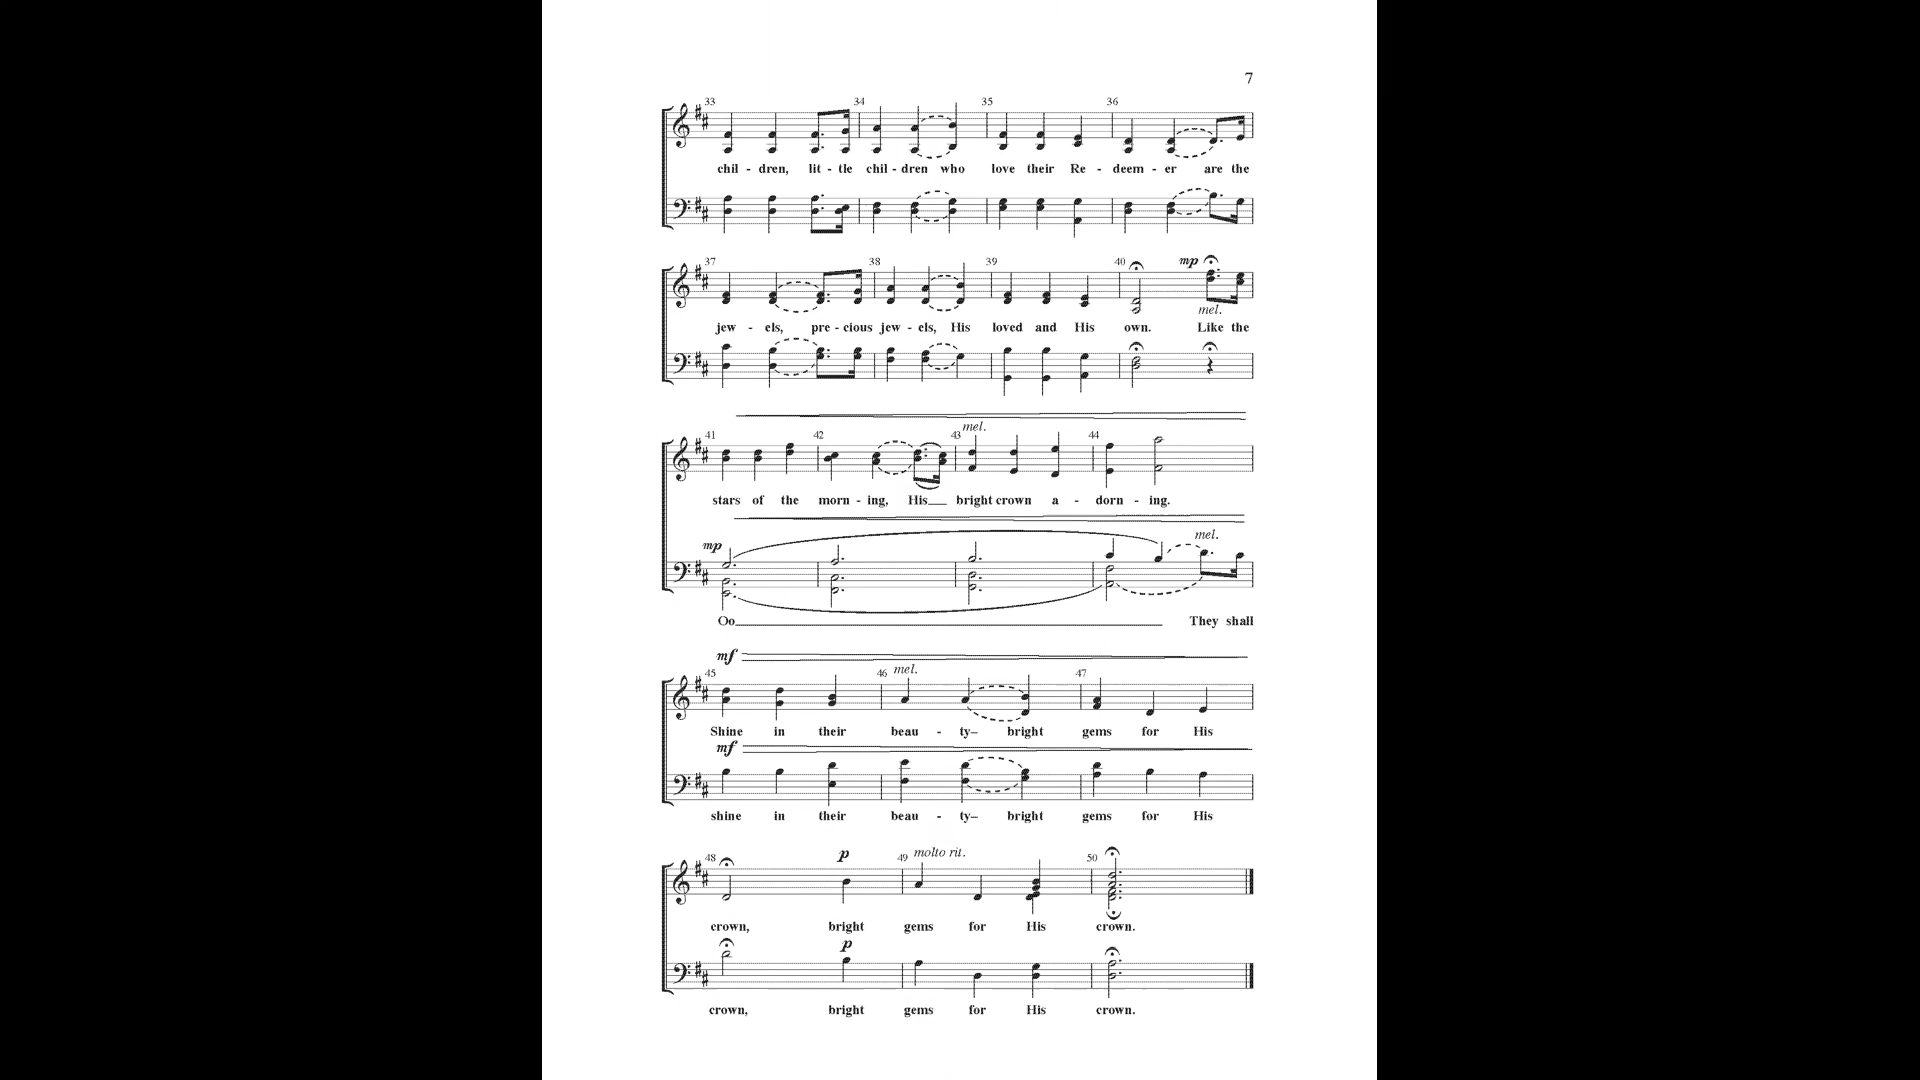 7
33 34 35 36
chil - dren, lit - tle chil - dren who love their Re - deem - er are the
37 38 39 40 mp
mel.
jew - els, pre - cious jew - els, His loved and His own. Like the
41 42 43 mel. 44
stars of the morn - ing, His__ bright crown a - dorn - ing.
mp mel.
Oo__ They shall
mf
45 46 mel. 47
Shine in their beau - ty– bright gems for His
mf
shine in their beau - ty– bright gems for His
48 p 49 molto rit. 50
crown, bright gems for His crown.
p
crown, bright gems for His crown.